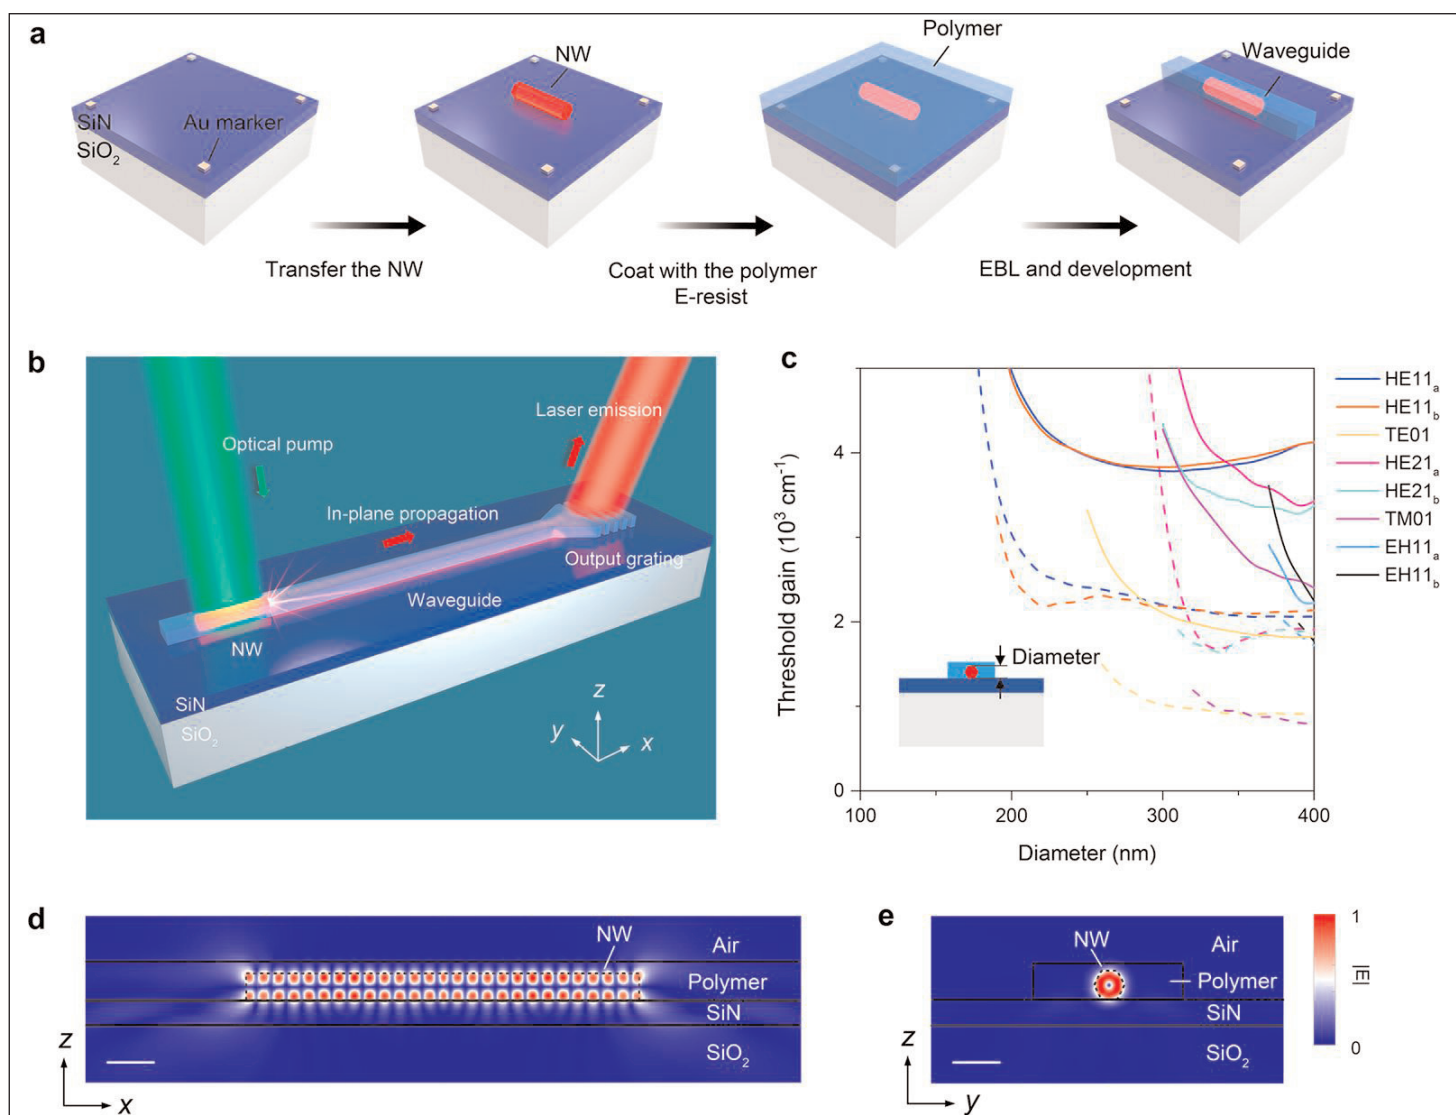 a
SiN
SiO2
Au marker
NW
Polymer
Waveguide
Transfer the NW
Coat with the polymer
E-resist
EBL and development
b
Optical pump
Laser emission
In-plane propagation
Output grating
Waveguide
NW
SiN
SiO2
z
y
x
c
Threshold gain (10³ cm⁻¹)
4
2
0
100
200
300
400
Diameter (nm)
Diameter
HE11a
HE11b
TE01
HE21a
HE21b
TM01
EH11a
EH11b
d
NW
Air
Polymer
SiN
SiO2
z
x
e
NW
Air
Polymer
SiN
SiO2
z
y
1
|E|
0